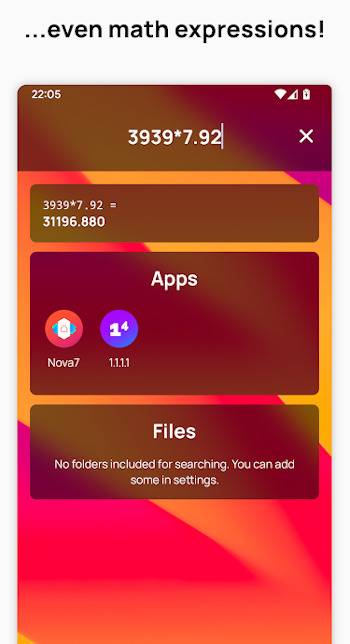 ...even math expressions!
22:05
3939*7.92
3939*7.92 =
31196.880
Apps
1⁴
Nova7
1.1.1.1
Files
No folders included for searching. You can add
some in settings.